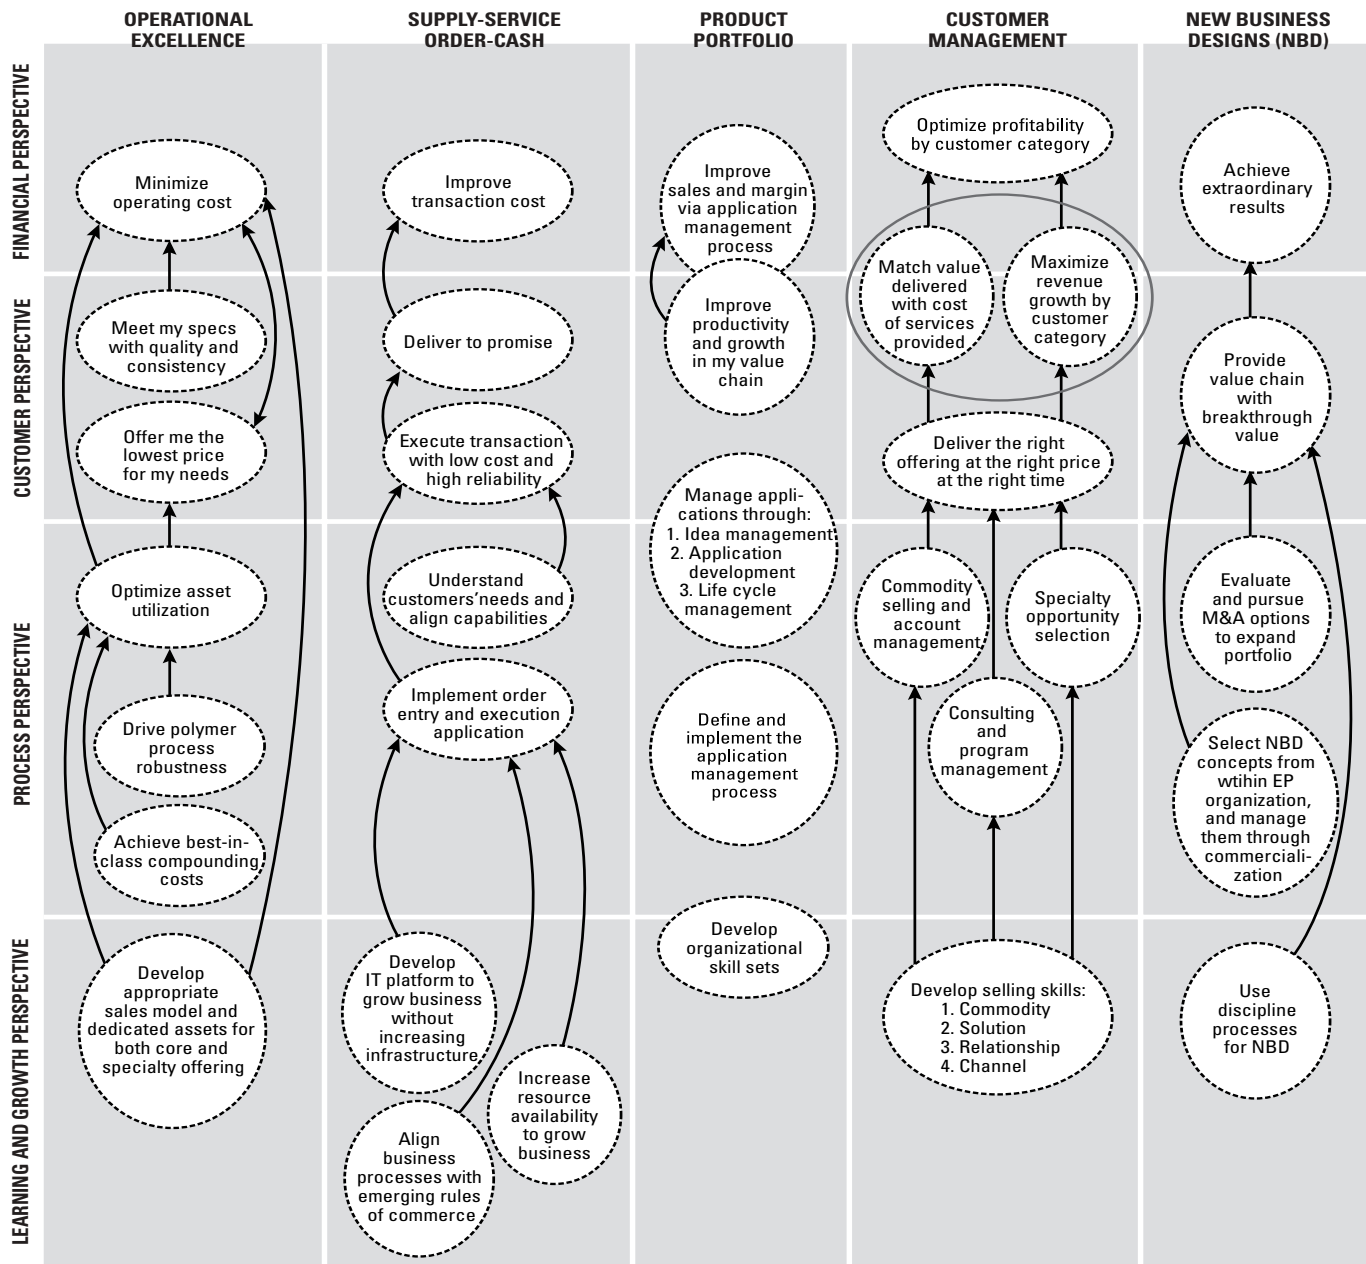 OPERATIONAL
EXCELLENCE
SUPPLY-SERVICE
ORDER-CASH
PRODUCT
PORTFOLIO
CUSTOMER
MANAGEMENT
NEW BUSINESS
DESIGNS (NBD)
FINANCIAL PERSPECTIVE
CUSTOMER PERSPECTIVE
PROCESS PERSPECTIVE
LEARNING AND GROWTH PERSPECTIVE
Minimize
operating cost
Meet my specs
with quality and
consistency
Offer me the
lowest price
for my needs
Optimize asset
utilization
Drive polymer
process
robustness
Achieve best-in-
class compounding
costs
Develop
appropriate
sales model and
dedicated assets for
both core and
specialty offering
Improve
transaction cost
Deliver to promise
Execute transaction
with low cost and
high reliability
Understand
customers'needs and
align capabilities
Implement order
entry and execution
application
Develop
IT platform to
grow business
without
increasing
infrastructure
Increase
resource
availability
to grow
business
Align
business
processes with
emerging rules
of commerce
Improve
sales and margin
via application
management
process
Improve
productivity
and growth
in my value
chain
Manage appli-
cations through:
1. Idea management
2. Application
development
3. Life cycle
management
Define and
implement the
application
management
process
Develop
organizational
skill sets
Optimize profitability
by customer category
Match value
delivered
with cost
of services
provided
Maximize
revenue
growth by
customer
category
Deliver the right
offering at the right price
at the right time
Commodity
selling and
account
management
Specialty
opportunity
selection
Consulting
and
program
management
Develop selling skills:
1. Commodity
2. Solution
3. Relationship
4. Channel
Achieve
extraordinary
results
Provide
value chain
with
breakthrough
value
Evaluate
and pursue
M&A options
to expand
portfolio
Select NBD
concepts from
wtihin EP
organization,
and manage
them through
commerciali-
zation
Use
discipline
processes
for NBD